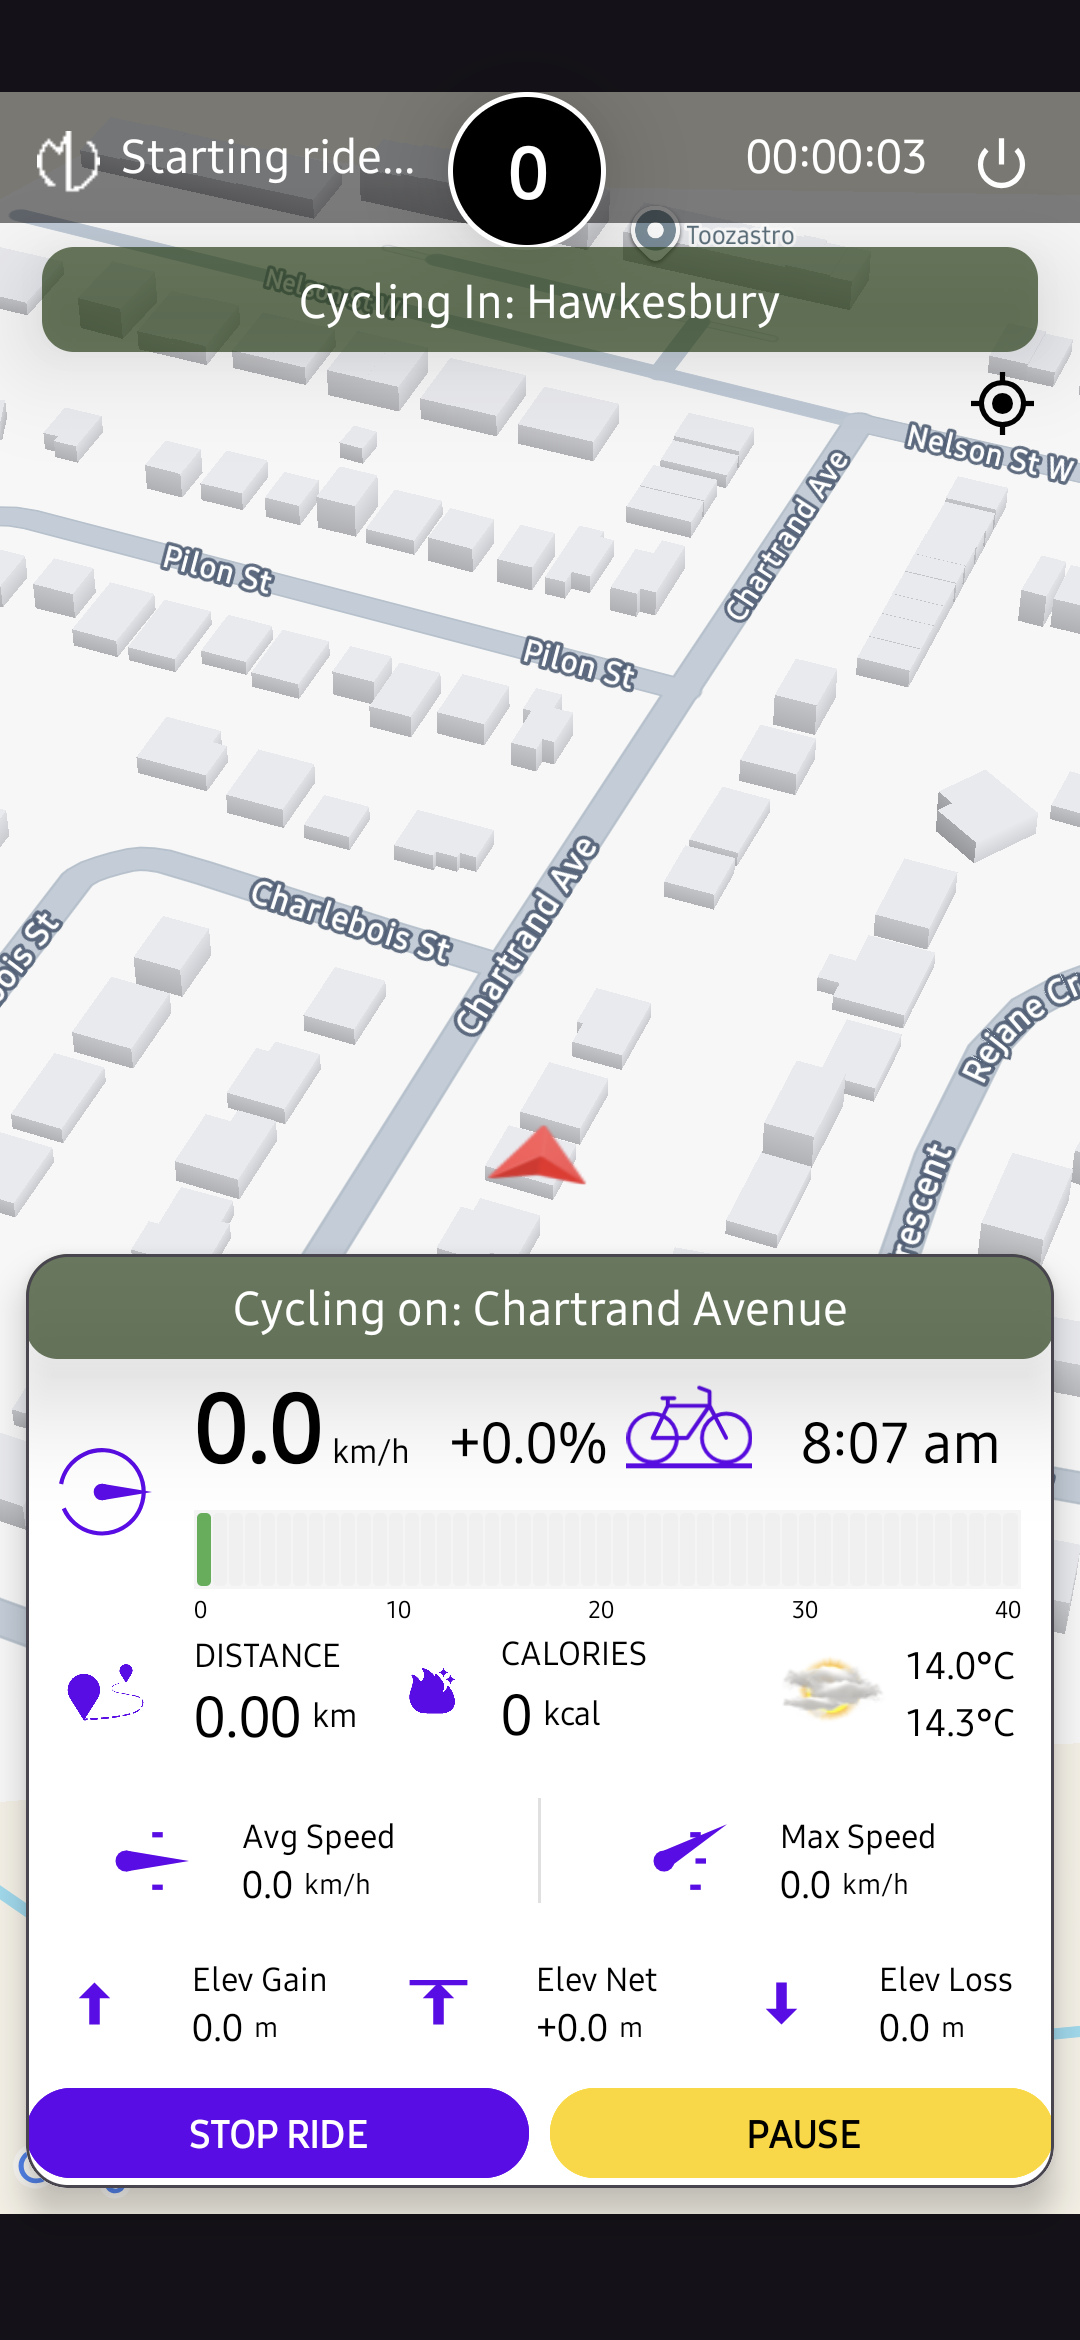 Starting ride...
0
00:00:03
Toozastro
Cycling In: Hawkesbury
Nelson St W
Chartrand Ave
Pilon St
Pilon St
Chartrand Ave
Charlebois St
bois St
Rejane Cr
rescent
Cycling on: Chartrand Avenue
0.0 km/h +0.0% 8:07 am
0 10 20 30 40
DISTANCE
0.00 km
CALORIES
0 kcal
14.0°C
14.3°C
Avg Speed
0.0 km/h
Max Speed
0.0 km/h
Elev Gain
0.0 m
Elev Net
+0.0 m
Elev Loss
0.0 m
STOP RIDE
PAUSE